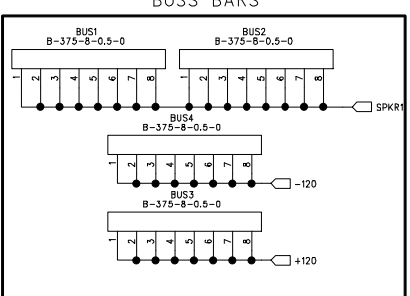 BUSS BARS
BUS1 BUS2
B-375-8-0.5-0 B-375-8-0.5-0
1 2 3 4 5 6 7 8 1 2 3 4 5 6 7 8
SPKR1
BUS4
B-375-8-0.5-0
1 2 3 4 5 6 7 8
-120
BUS3
B-375-8-0.5-0
1 2 3 4 5 6 7 8
+120